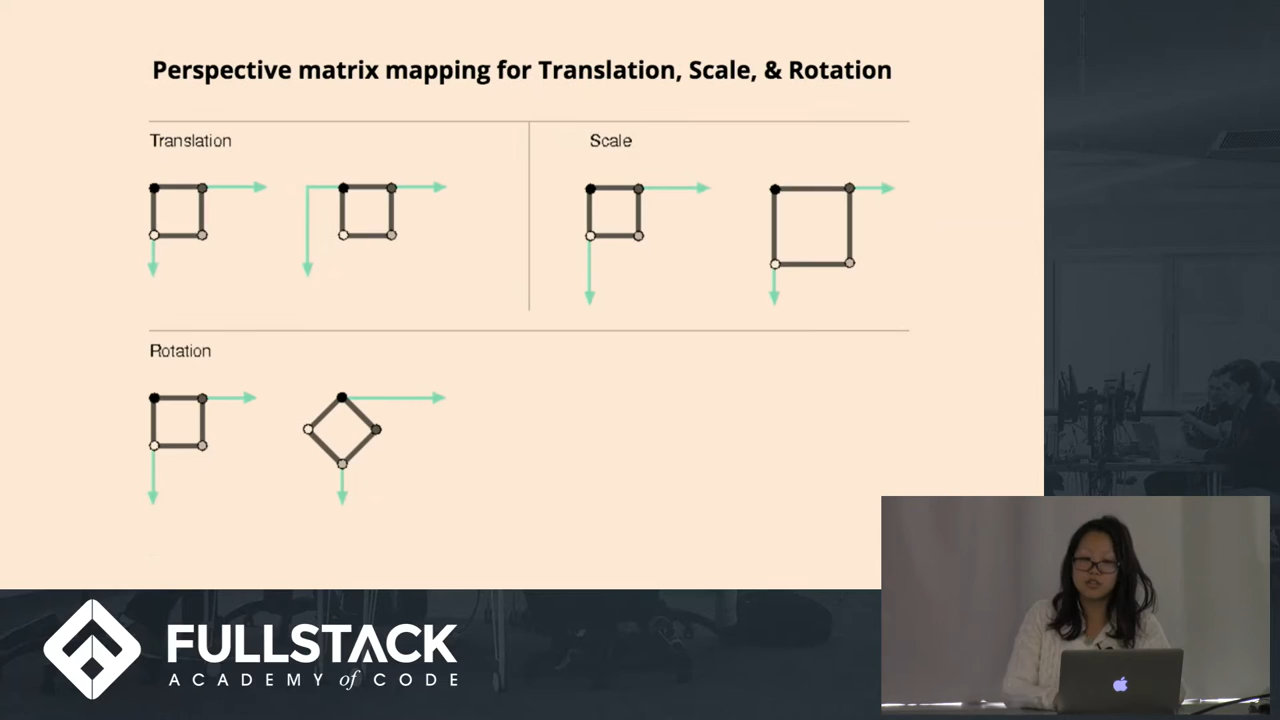 Perspective matrix mapping for Translation, Scale, & Rotation
Translation
Scale
Rotation
FULLSTACK
ACADEMY of CODE